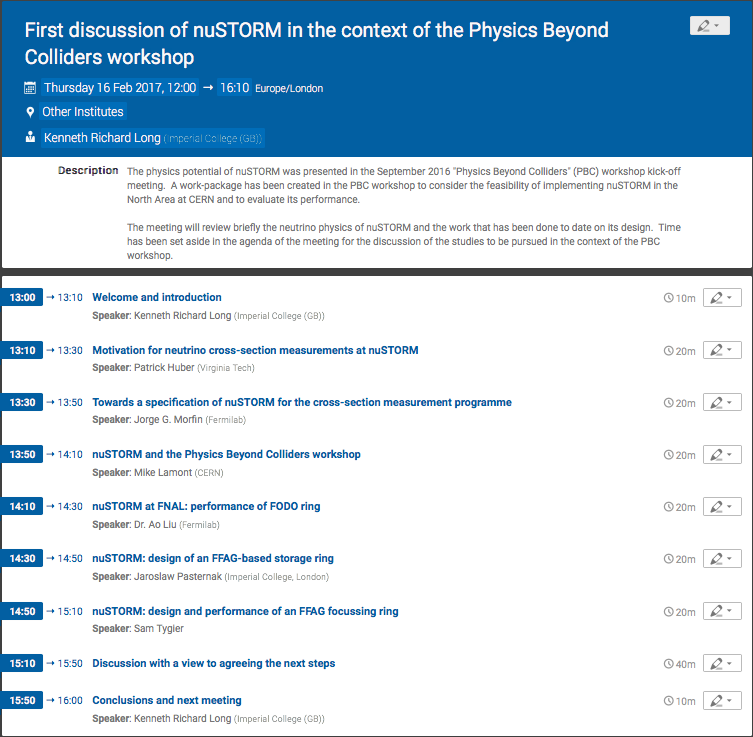 First discussion of nuSTORM in the context of the Physics Beyond
Colliders workshop
Thursday 16 Feb 2017, 12:00 → 16:10 Europe/London
Other Institutes
Kenneth Richard Long (Imperial College (GB))
Description The physics potential of nuSTORM was presented in the September 2016 "Physics Beyond Colliders" (PBC) workshop kick-off
meeting. A work-package has been created in the PBC workshop to consider the feasibility of implementing nuSTORM in the
North Area at CERN and to evaluate its performance.
The meeting will review briefly the neutrino physics of nuSTORM and the work that has been done to date on its design. Time
has been set aside in the agenda of the meeting for the discussion of the studies to be pursued in the context of the PBC
workshop.
13:00 → 13:10 Welcome and introduction 10m
Speaker: Kenneth Richard Long (Imperial College (GB))
13:10 → 13:30 Motivation for neutrino cross-section measurements at nuSTORM 20m
Speaker: Patrick Huber (Virginia Tech)
13:30 → 13:50 Towards a specification of nuSTORM for the cross-section measurement programme 20m
Speaker: Jorge G. Morfin (Fermilab)
13:50 → 14:10 nuSTORM and the Physics Beyond Colliders workshop 20m
Speaker: Mike Lamont (CERN)
14:10 → 14:30 nuSTORM at FNAL: performance of FODO ring 20m
Speaker: Dr. Ao Liu (Fermilab)
14:30 → 14:50 nuSTORM: design of an FFAG-based storage ring 20m
Speaker: Jaroslaw Pasternak (Imperial College, London)
14:50 → 15:10 nuSTORM: design and performance of an FFAG focussing ring 20m
Speaker: Sam Tygier
15:10 → 15:50 Discussion with a view to agreeing the next steps 40m
15:50 → 16:00 Conclusions and next meeting 10m
Speaker: Kenneth Richard Long (Imperial College (GB))